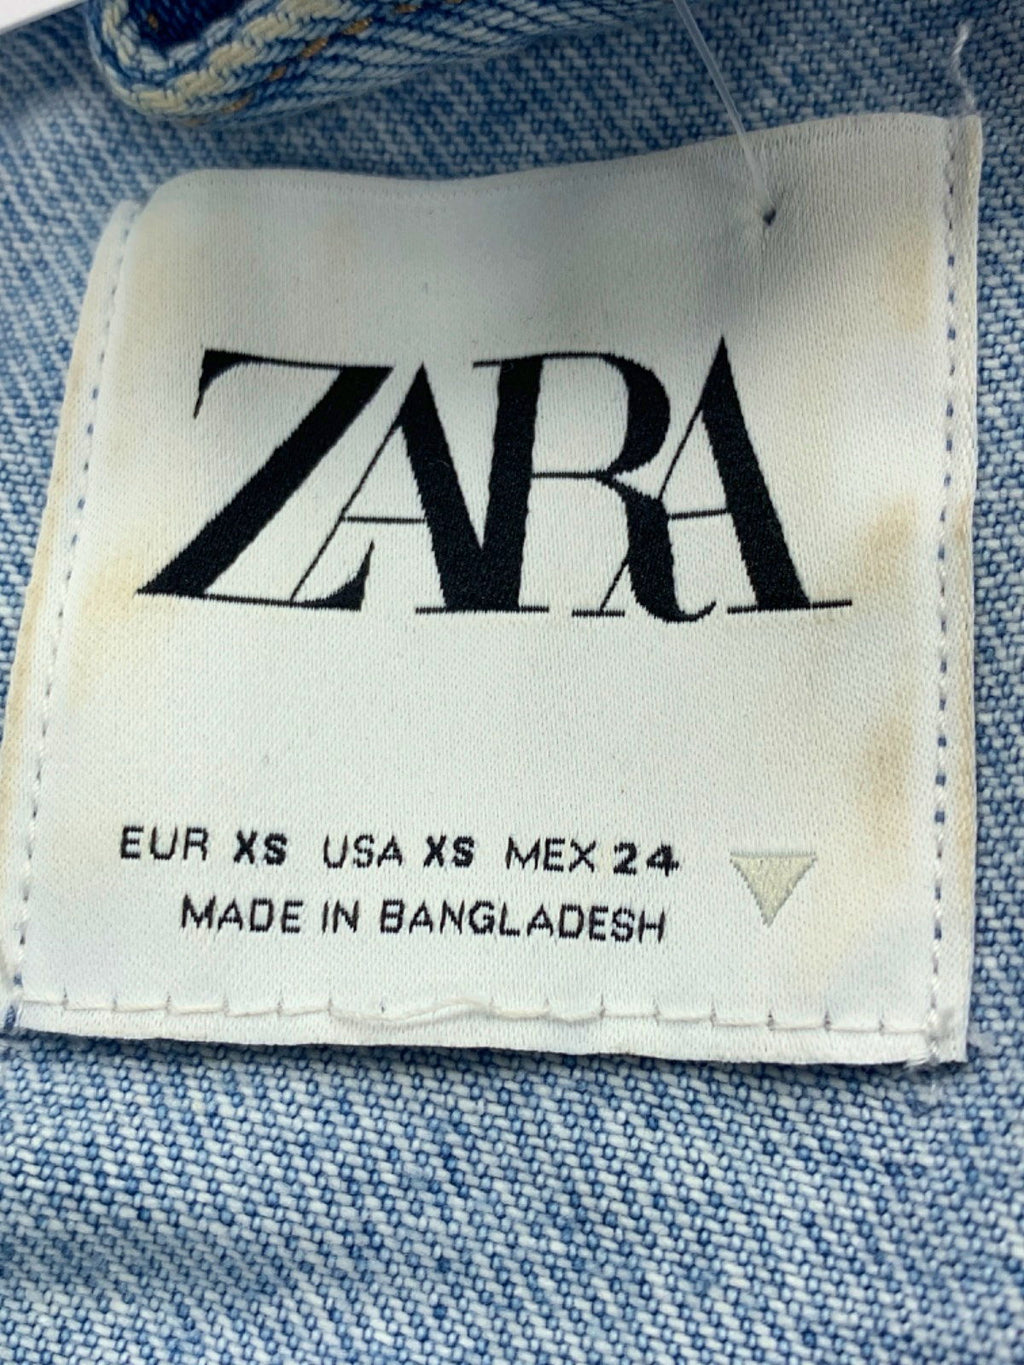 ZARA
EUR XS USA XS MEX 24
MADE IN BANGLADESH